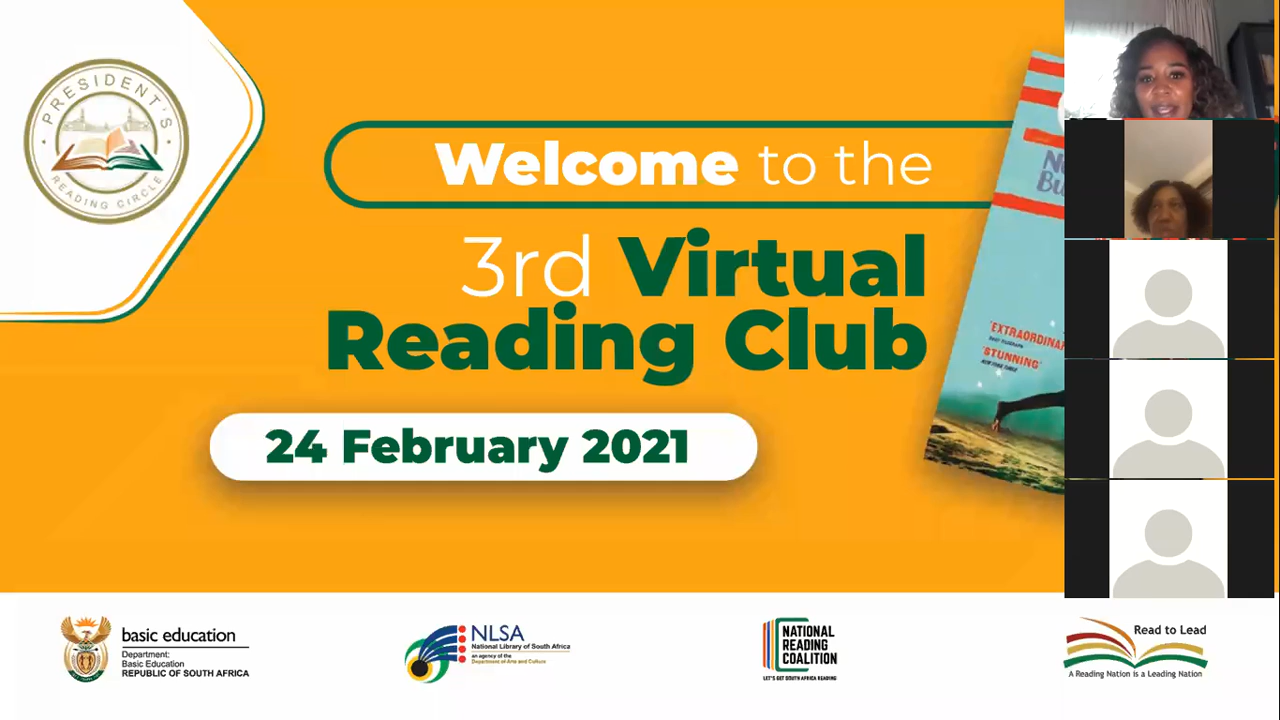 PRESIDENT'S
READING CIRCLE
Welcome to the
3rd Virtual
Reading Club
24 February 2021
'STUNNING'
basic education
Department:
Basic Education
REPUBLIC OF SOUTH AFRICA
NLSA
National Library of South Africa
an agency of the
Department of Arts and Culture
NATIONAL
READING
COALITION
LET'S GET SOUTH AFRICA READING
Read to Lead
A Reading Nation is a Leading Nation